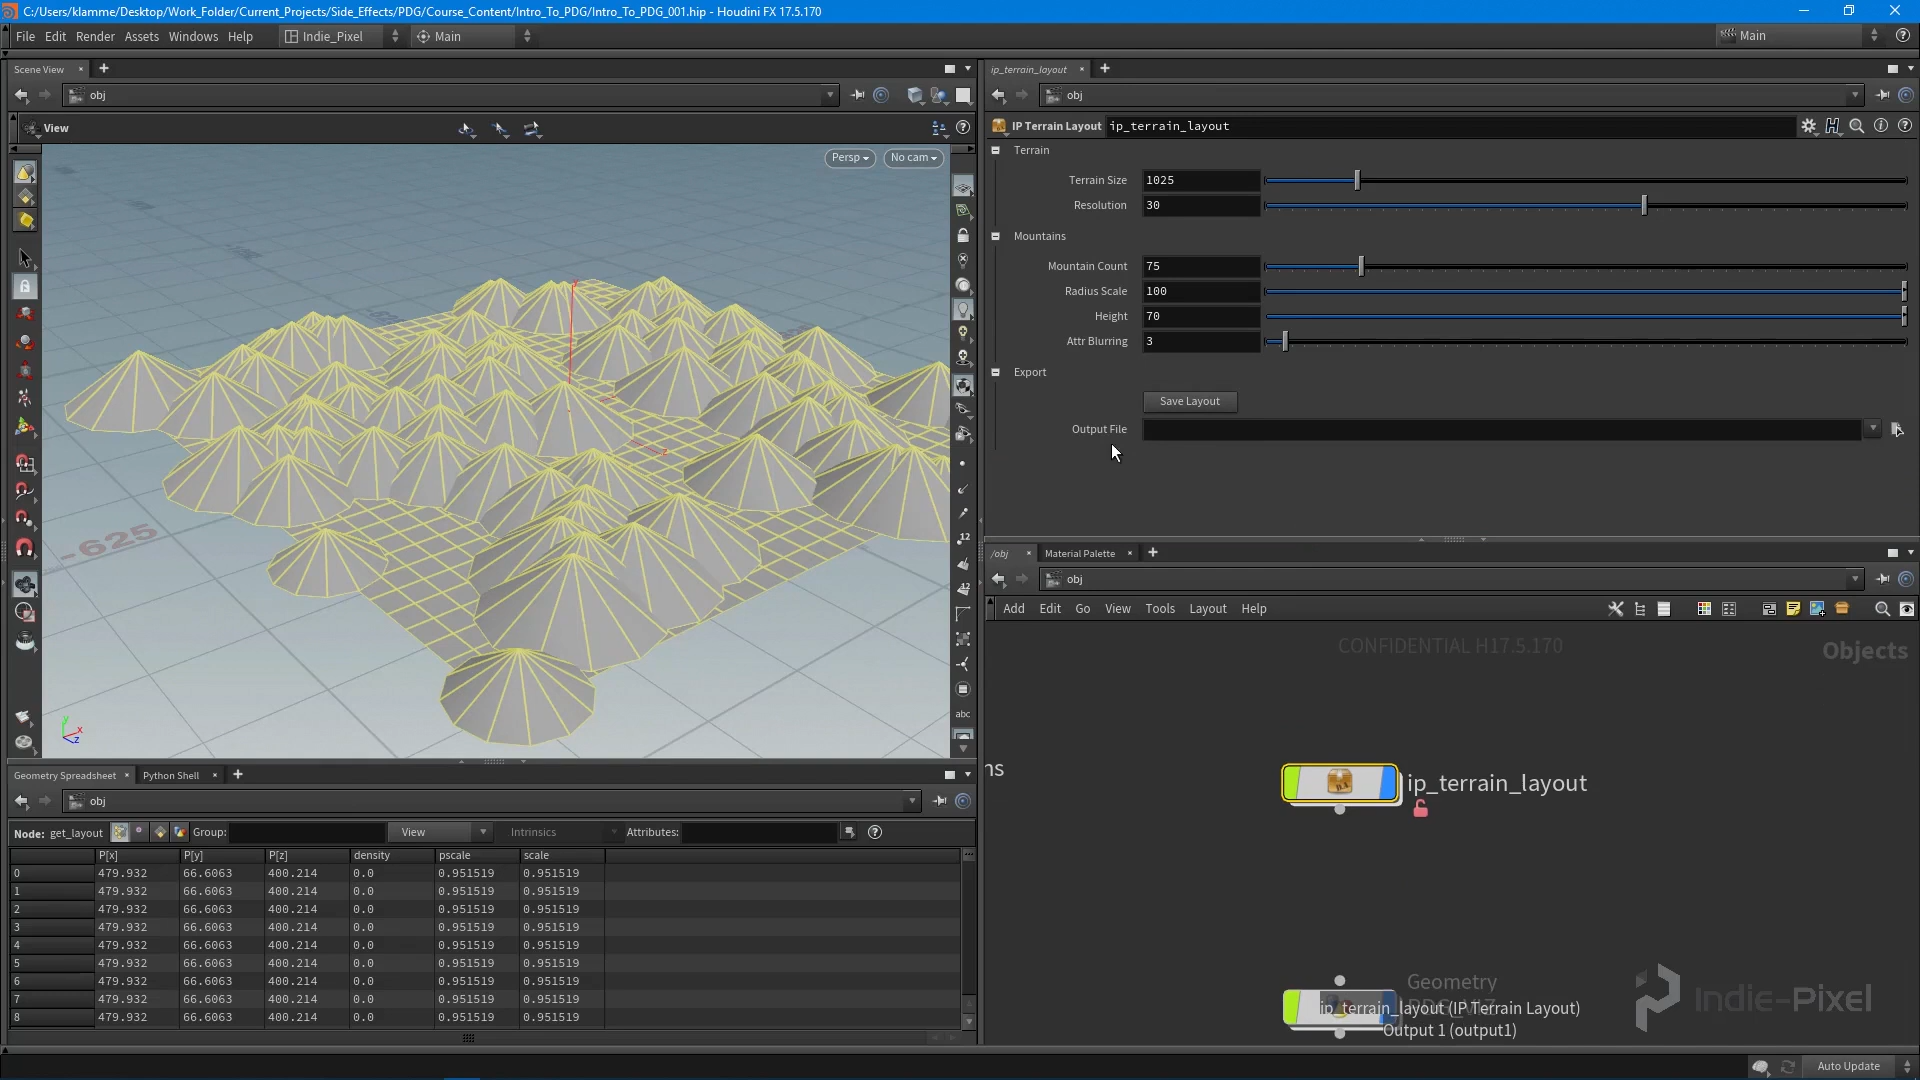 C:/Users/klamme/Desktop/Work_Folder/Current_Projects/Side_Effects/PDG/Course_Content/Intro_To_PDG/Intro_To_PDG_001.hip - Houdini FX 17.5.170
File Edit Render Assets Windows Help Indie_Pixel Main Main
Scene View
obj
View
Persp No cam
-625
y x z
12
12
abc
ip_terrain_layout
obj
IP Terrain Layout ip_terrain_layout
Terrain
Terrain Size 1025
Resolution 30
Mountains
Mountain Count 75
Radius Scale 100
Height 70
Attr Blurring 3
Export
Save Layout
Output File
/obj Material Palette
obj
Add Edit Go View Tools Layout Help
CONFIDENTIAL H17.5.170
Objects
ns
ip_terrain_layout
Geometry
ip_terrain_layout (IP Terrain Layout)
Output 1 (output1)
Indie-Pixel
Geometry Spreadsheet Python Shell
obj
Node: get_layout Group: View Intrinsics Attributes:
P[x] P[y] P[z] density pscale scale
0 479.932 66.6063 400.214 0.0 0.951519 0.951519
1 479.932 66.6063 400.214 0.0 0.951519 0.951519
2 479.932 66.6063 400.214 0.0 0.951519 0.951519
3 479.932 66.6063 400.214 0.0 0.951519 0.951519
4 479.932 66.6063 400.214 0.0 0.951519 0.951519
5 479.932 66.6063 400.214 0.0 0.951519 0.951519
6 479.932 66.6063 400.214 0.0 0.951519 0.951519
7 479.932 66.6063 400.214 0.0 0.951519 0.951519
8 479.932 66.6063 400.214 0.0 0.951519 0.951519
Auto Update